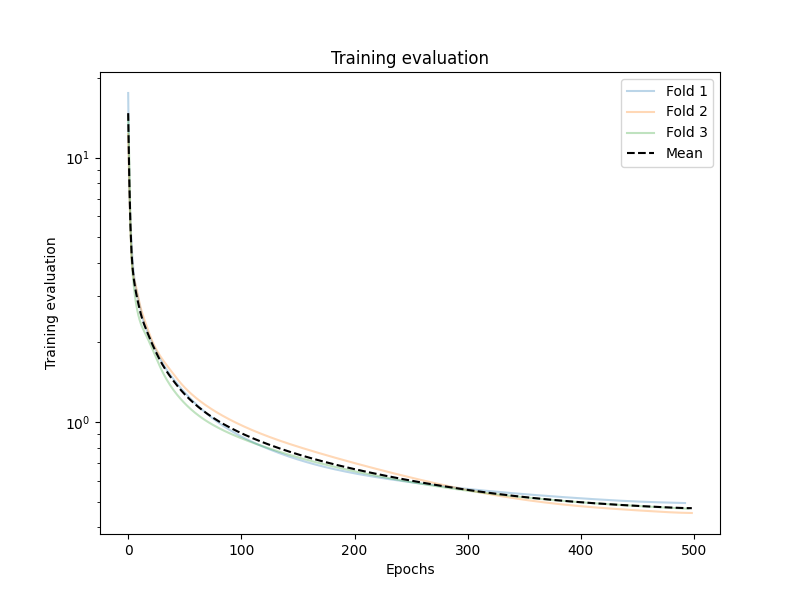 Training evaluation
Fold 1
Fold 2
Fold 3
Mean
Training evaluation
10¹
10⁰
0 100 200 300 400 500
Epochs